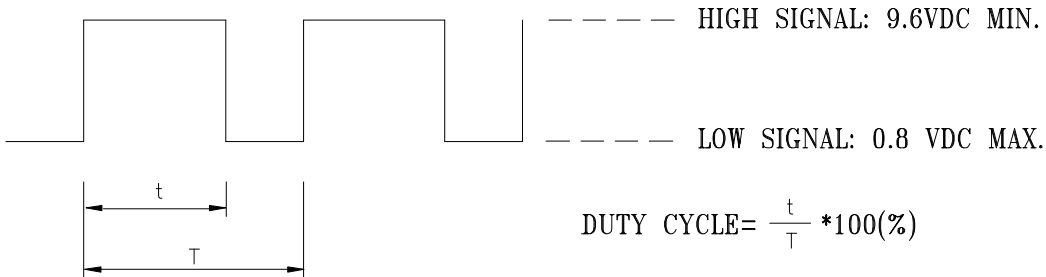 HIGH SIGNAL: 9.6VDC MIN.
LOW SIGNAL: 0.8 VDC MAX.
t
T
DUTY CYCLE= t/T *100(%)